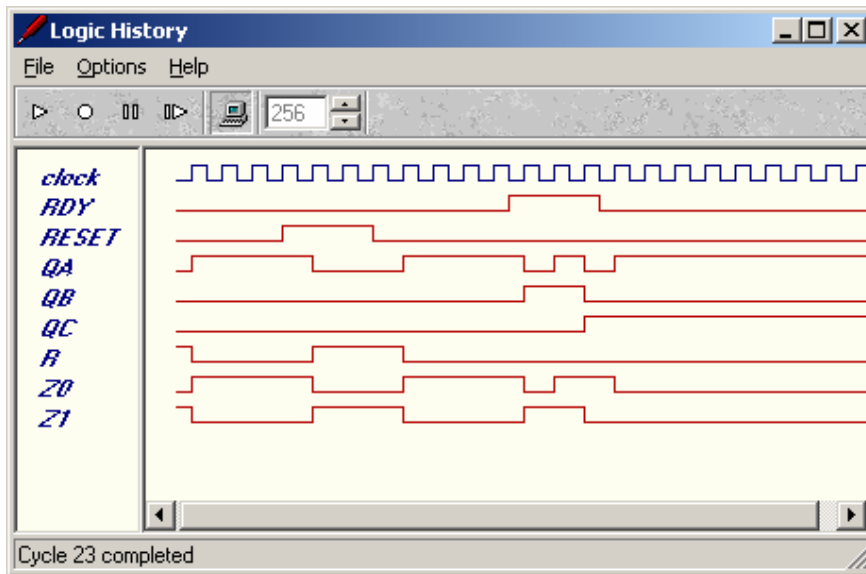 Logic History
File Options Help
256
clock
RDY
RESET
QA
QB
QC
R
Z0
Z1
Cycle 23 completed